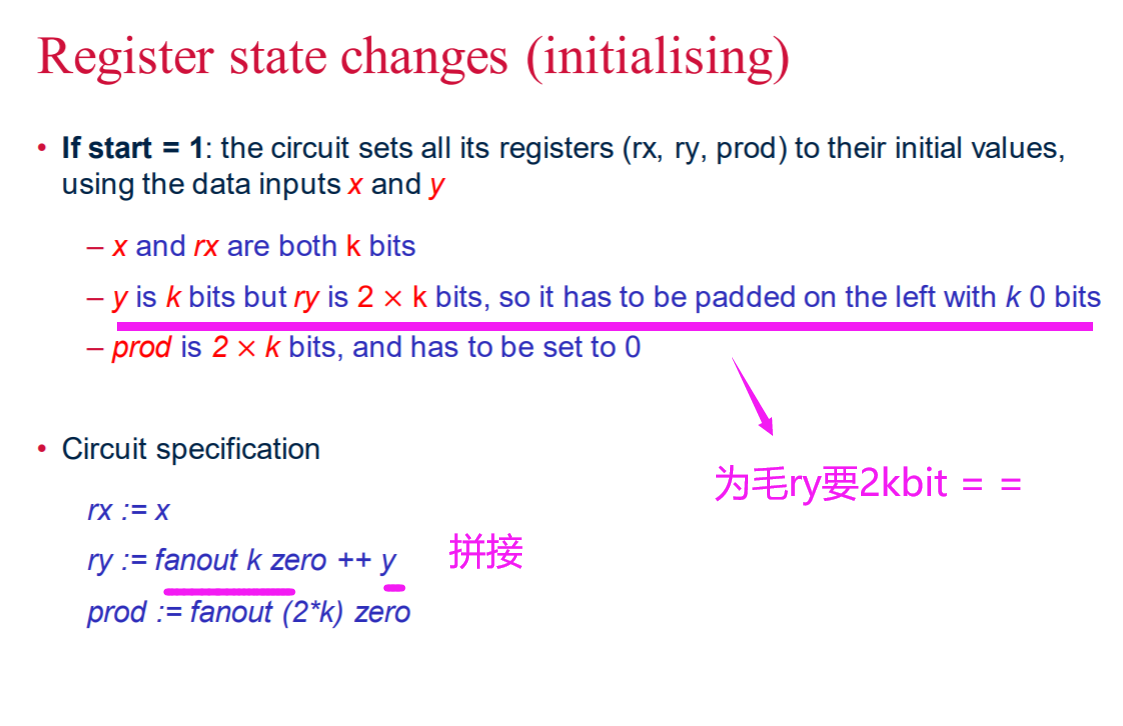 Register state changes (initialising)
• If start = 1: the circuit sets all its registers (rx, ry, prod) to their initial values,
using the data inputs x and y
– x and rx are both k bits
– y is k bits but ry is 2 × k bits, so it has to be padded on the left with k 0 bits
– prod is 2 × k bits, and has to be set to 0
• Circuit specification
为毛ry要2kbit = =
rx := x
ry := fanout k zero ++ y
拼接
prod := fanout (2*k) zero